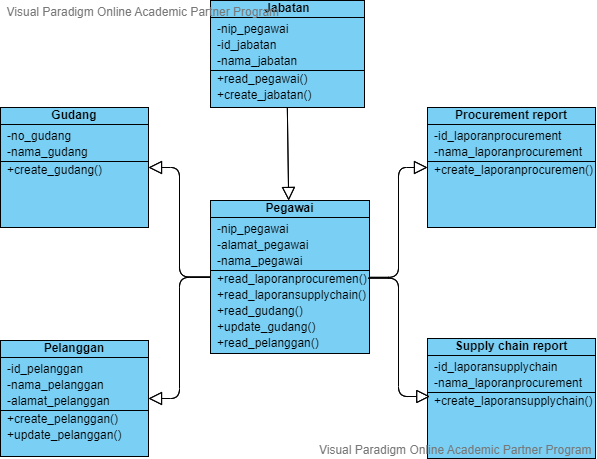 Visual Paradigm Online Academic Partner Program
Jabatan
-nip_pegawai
-id_jabatan
-nama_jabatan
+read_pegawai()
+create_jabatan()
Gudang
-no_gudang
-nama_gudang
+create_gudang()
Procurement report
-id_laporanprocurement
-nama_laporanprocurement
+create_laporanprocuremen()
Pegawai
-nip_pegawai
-alamat_pegawai
-nama_pegawai
+read_laporanprocuremen()
+read_laporansupplychain()
+read_gudang()
+update_gudang()
+read_pelanggan()
Pelanggan
-id_pelanggan
-nama_pelanggan
-alamat_pelanggan
+create_pelanggan()
+update_pelanggan()
Supply chain report
-id_laporansupplychain
-nama_laporanprocurement
+create_laporansupplychain()
Visual Paradigm Online Academic Partner Program